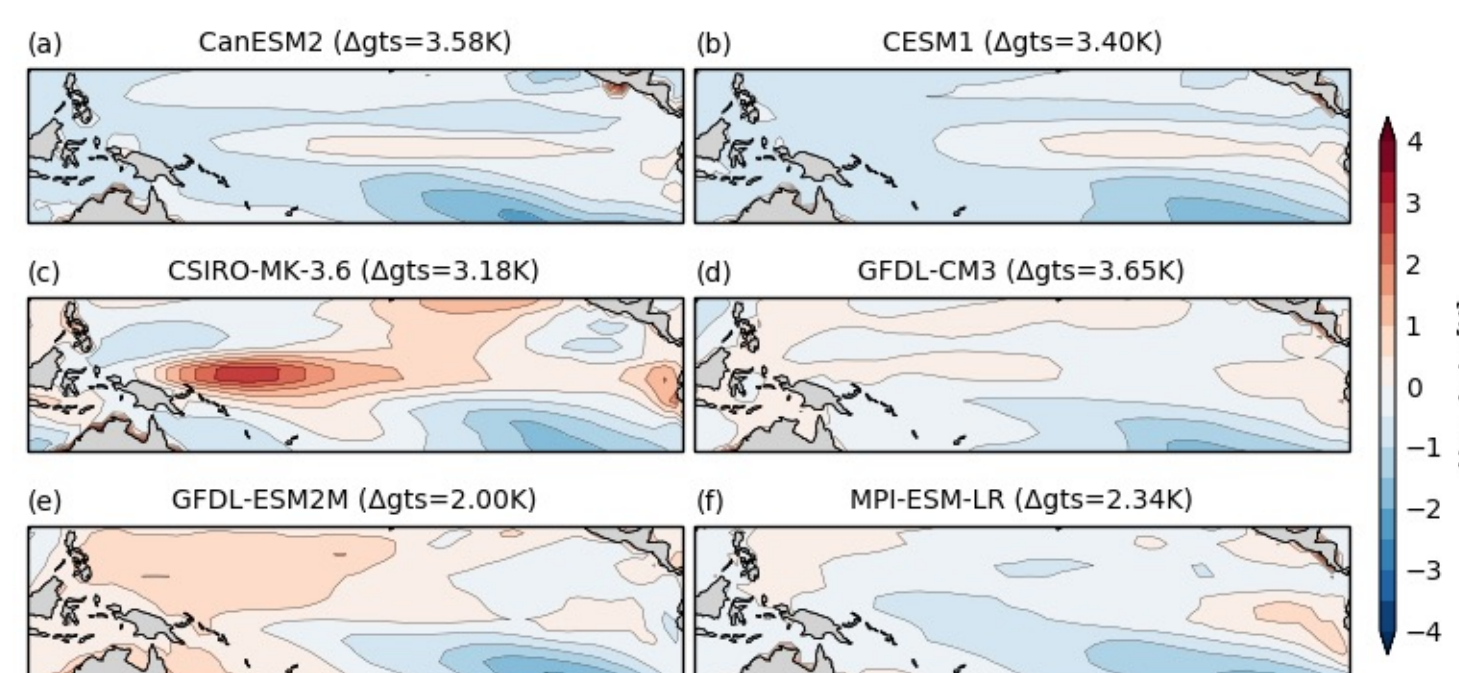 (a) CanESM2 (Δgts=3.58K)
(b) CESM1 (Δgts=3.40K)
(c) CSIRO-MK-3.6 (Δgts=3.18K)
(d) GFDL-CM3 (Δgts=3.65K)
(e) GFDL-ESM2M (Δgts=2.00K)
(f) MPI-ESM-LR (Δgts=2.34K)
4
3
2
1
0
−1
−2
−3
−4